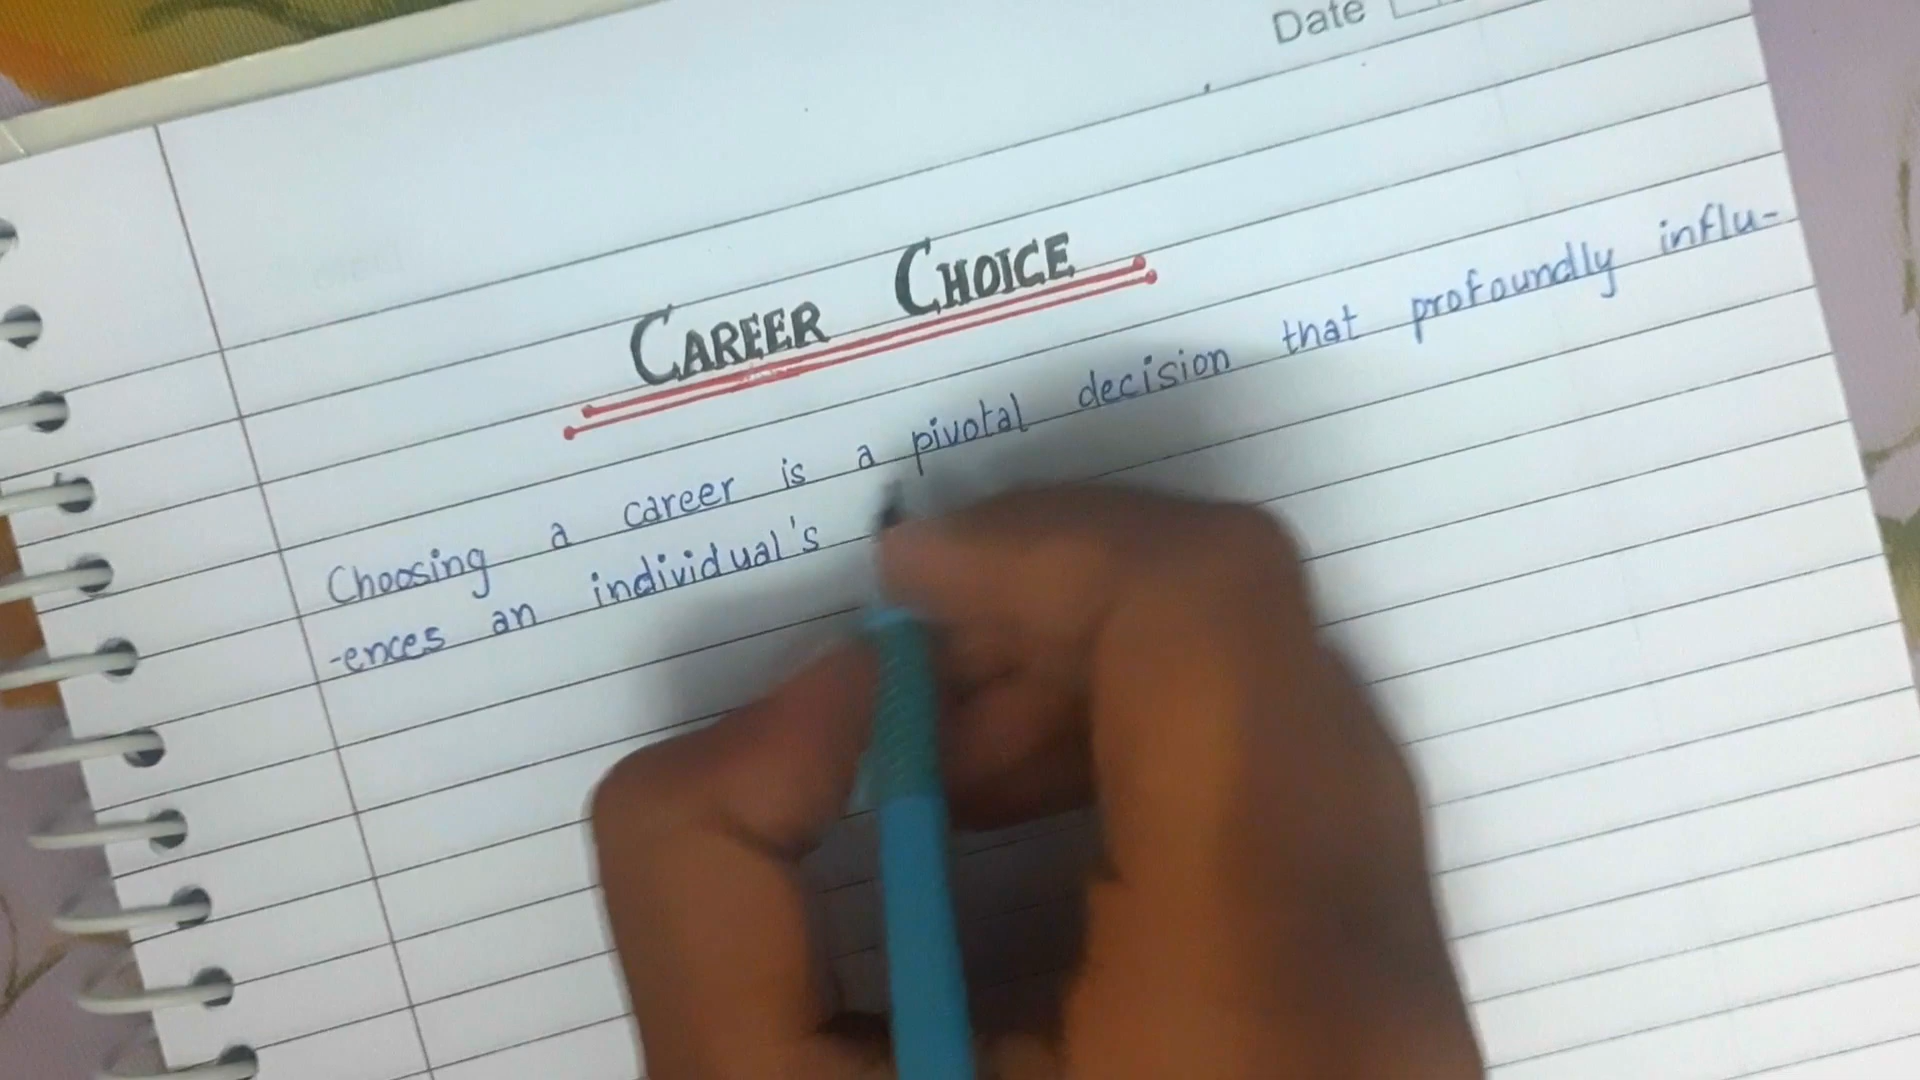 Date
CAREER CHOICE
Choosing a career is a pivotal decision that profoundly influ-
-ences an individual's